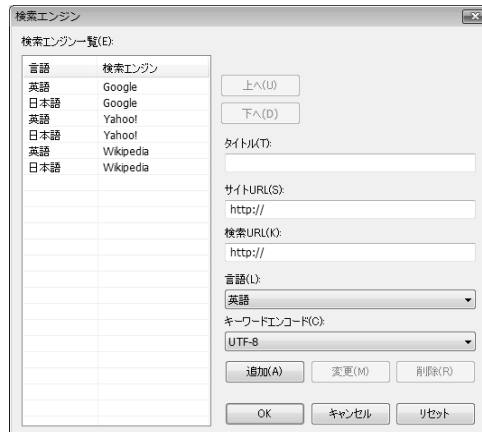 検索エンジン
検索エンジン一覧(E):
言語 検索エンジン
英語 Google
日本語 Google
英語 Yahoo!
日本語 Yahoo!
英語 Wikipedia
日本語 Wikipedia
上へ(U)
下へ(D)
タイトル(T):
サイトURL(S):
http://
検索URL(K):
http://
言語(L):
英語
キーワードエンコード(C):
UTF-8
追加(A) 変更(M) 削除(R)
OK キャンセル リセット